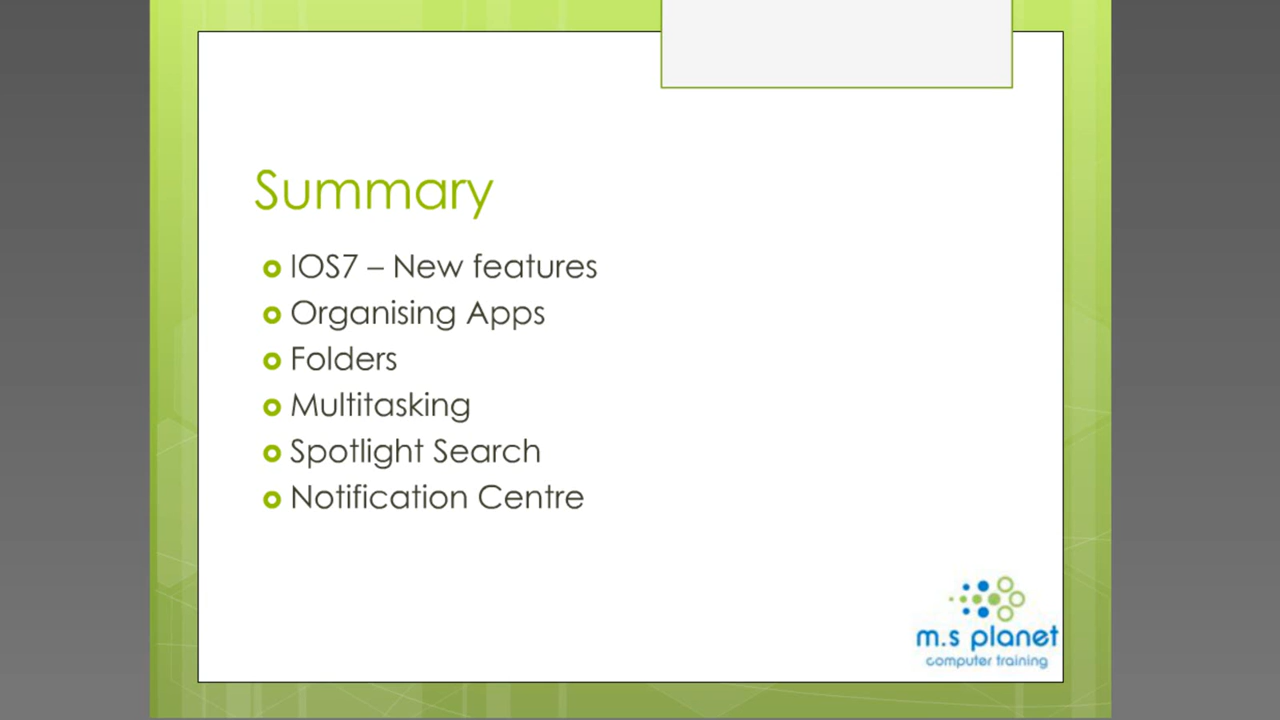 Summary
IOS7 – New features
Organising Apps
Folders
Multitasking
Spotlight Search
Notification Centre
m.s planet
computer training